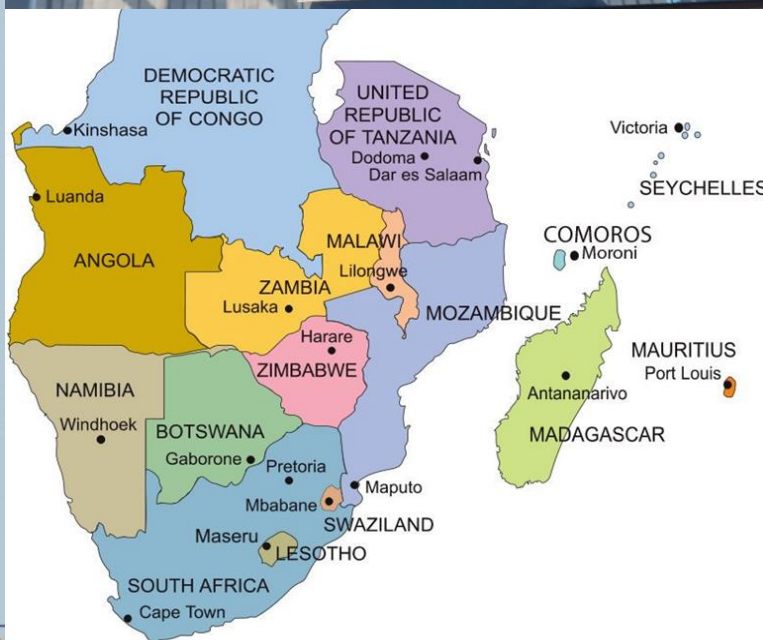 DEMOCRATIC
REPUBLIC
OF CONGO
Kinshasa
UNITED
REPUBLIC
OF TANZANIA
Dodoma
Dar es Salaam
Victoria
SEYCHELLES
Luanda
ANGOLA
MALAWI
Lilongwe
ZAMBIA
Lusaka
COMOROS
Moroni
MOZAMBIQUE
Harare
ZIMBABWE
MAURITIUS
Port Louis
Antananarivo
MADAGASCAR
NAMIBIA
Windhoek
BOTSWANA
Gaborone
Pretoria
Maputo
Mbabane
SWAZILAND
Maseru
LESOTHO
SOUTH AFRICA
Cape Town